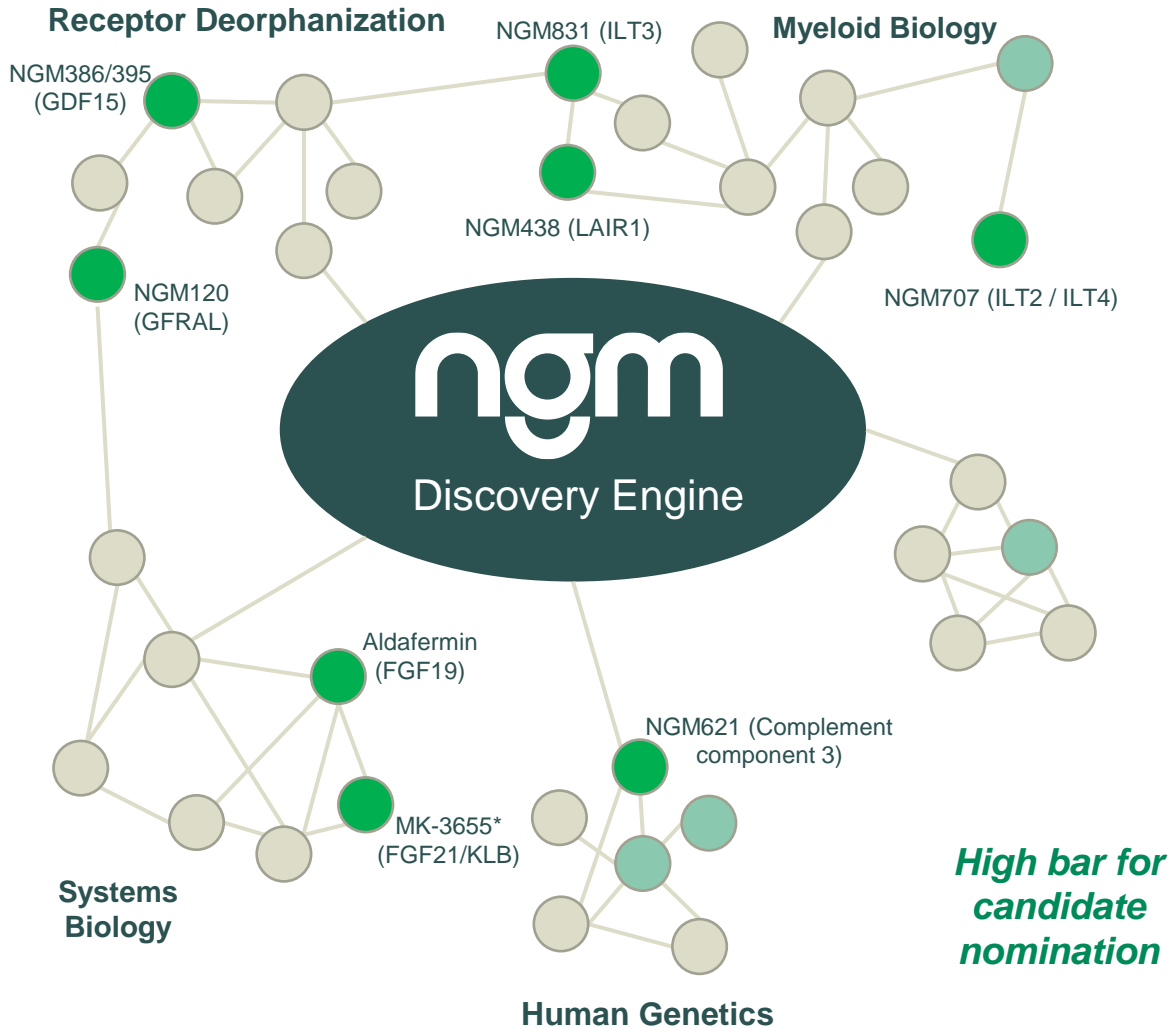 Receptor Deorphanization
NGM831 (ILT3)
Myeloid Biology
NGM386/395
(GDF15)
NGM438 (LAIR1)
NGM120
(GFRAL)
NGM707 (ILT2 / ILT4)
ngm
Discovery Engine
Aldafermin
(FGF19)
NGM621 (Complement
component 3)
MK-3655*
(FGF21/KLB)
Systems
Biology
High bar for
candidate
nomination
Human Genetics